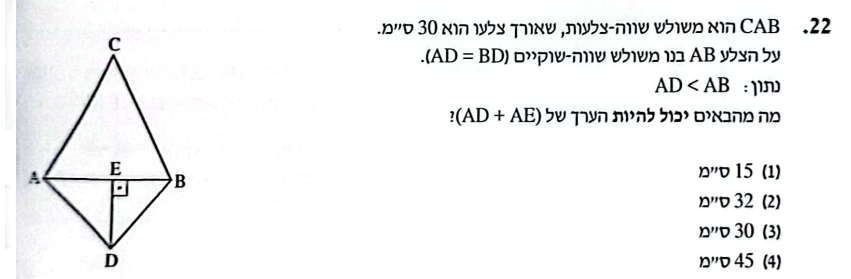 22. CAB הוא משולש שווה-צלעות, שאורך צלעו הוא 30 ס״מ.
על הצלע AB בנו משולש שווה-שוקיים (AD = BD).
נתון: AD < AB
מה מהבאים יכול להיות הערך של (AD + AE)?
(1) 15 ס״מ
(2) 32 ס״מ
(3) 30 ס״מ
(4) 45 ס״מ
C
A E B
D